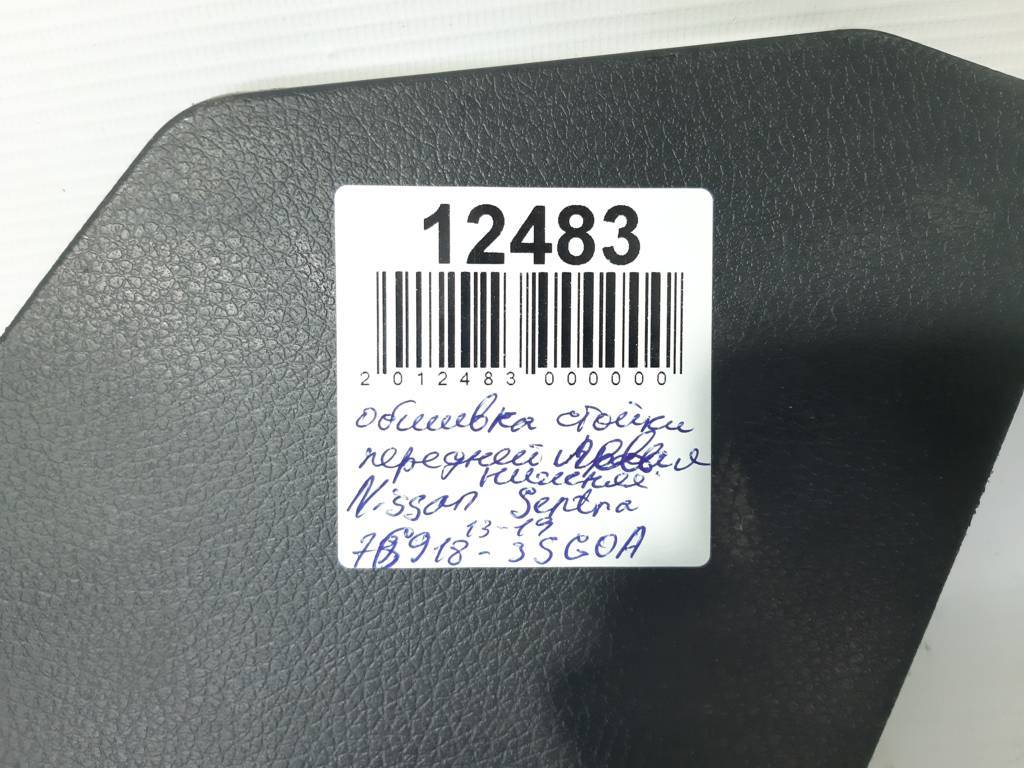 12483
2 012483 000000
обшивка стойки
передней
нижняя
Nissan Sentra
13-19
76918-3SG0A